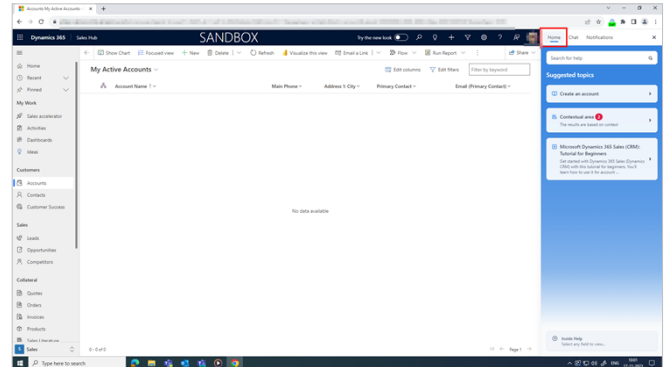 Accounts My Active Accounts -
Dynamics 365
Sales Hub
SANDBOX
Try the new look
Show Chart
Focused view
New
Delete
Refresh
Visualize this view
Email a Link
Flow
Run Report
Share
Home
Recent
Pinned
My Work
Sales accelerator
Activities
Dashboards
Ideas
Customers
Accounts
Contacts
Customer Success
Sales
Leads
Opportunities
Competitors
Collateral
Quotes
Orders
Invoices
Products
Sales Literature
Sales
My Active Accounts
Edit columns
Edit filters
Filter by keyword
Account Name ↑
Main Phone
Address 1: City
Primary Contact
Email (Primary Contact)
No data available
0 - 0 of 0
Page 1
Home
Chat
Notifications
Search for help
Suggested topics
Create an account
Contextual area 2
The results are based on context
Microsoft Dynamics 365 Sales (CRM):
Tutorial for Beginners
Get started with Dynamics 365 Sales (Dynamics
CRM) with this tutorial for beginners. You'll
learn how to use it for account ...
Inside Help
Select any field to view...
Type here to search
ENG